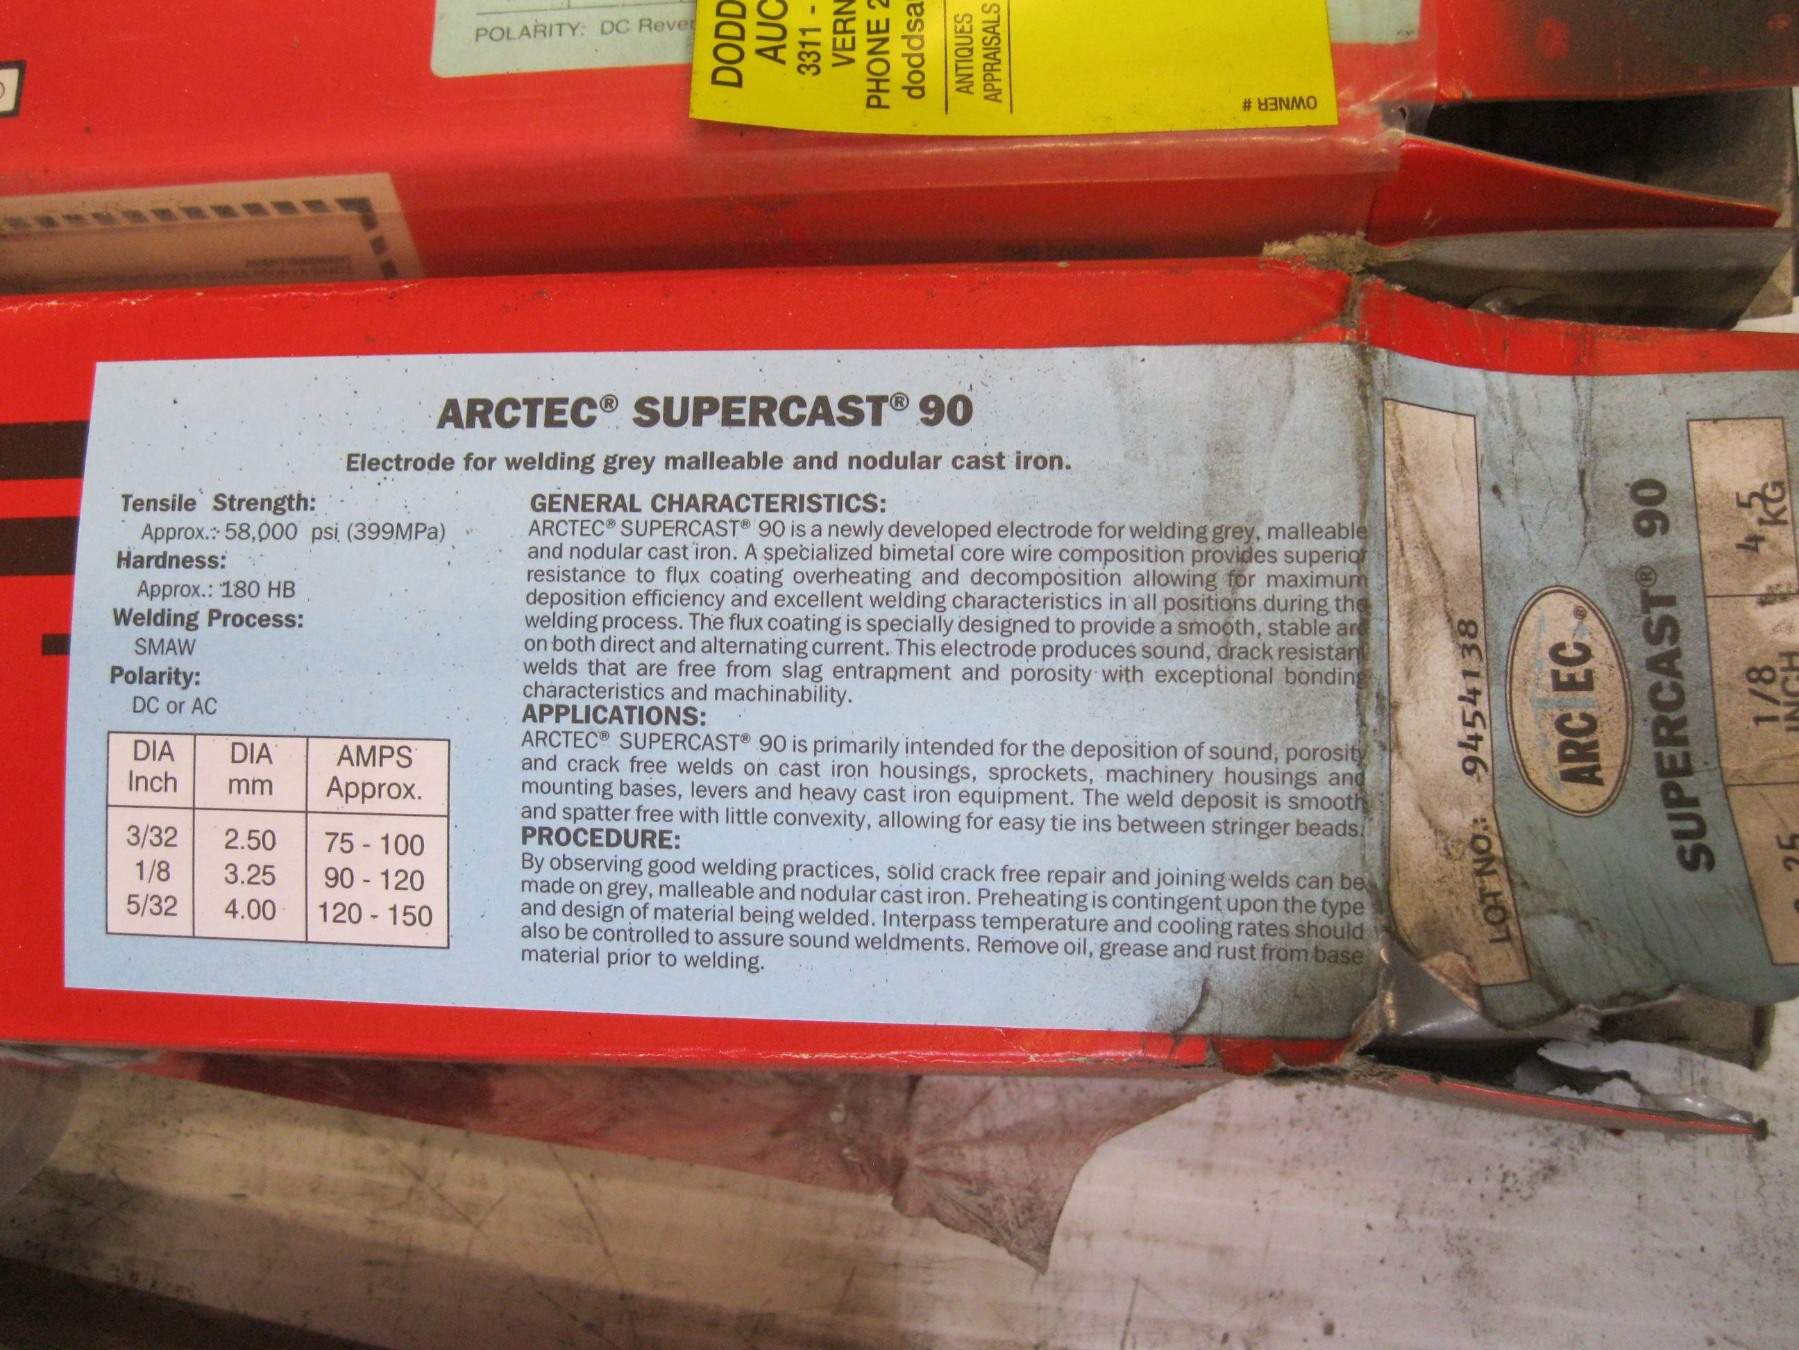 POLARITY: DC Rever
DODD
AUC
3311 -
VERN
PHONE 2
doddsa
ANTIQUES
APPRAISALS
OWNER #
ARCTEC® SUPERCAST® 90
Electrode for welding grey malleable and nodular cast iron.
Tensile Strength:
Approx.: 58,000 psi (399MPa)
Hardness:
Approx.: 180 HB
Welding Process:
SMAW
Polarity:
DC or AC
DIA Inch DIA mm AMPS Approx.
3/32 2.50 75 - 100
1/8 3.25 90 - 120
5/32 4.00 120 - 150
GENERAL CHARACTERISTICS:
ARCTEC® SUPERCAST® 90 is a newly developed electrode for welding grey, malleable
and nodular cast iron. A specialized bimetal core wire composition provides superior
resistance to flux coating overheating and decomposition allowing for maximum
deposition efficiency and excellent welding characteristics in all positions during the
welding process. The flux coating is specially designed to provide a smooth, stable arc
on both direct and alternating current. This electrode produces sound, crack resistant
welds that are free from slag entrapment and porosity with exceptional bonding
characteristics and machinability.
APPLICATIONS:
ARCTEC® SUPERCAST® 90 is primarily intended for the deposition of sound, porosity
and crack free welds on cast iron housings, sprockets, machinery housings and
mounting bases, levers and heavy cast iron equipment. The weld deposit is smooth
and spatter free with little convexity, allowing for easy tie ins between stringer beads.
PROCEDURE:
By observing good welding practices, solid crack free repair and joining welds can be
made on grey, malleable and nodular cast iron. Preheating is contingent upon the type
and design of material being welded. Interpass temperature and cooling rates should
also be controlled to assure sound weldments. Remove oil, grease and rust from base
material prior to welding.
LOT NO.: 9454138
ARCTEC®
SUPERCAST® 90
1/8 INCH
4.5 KG
25